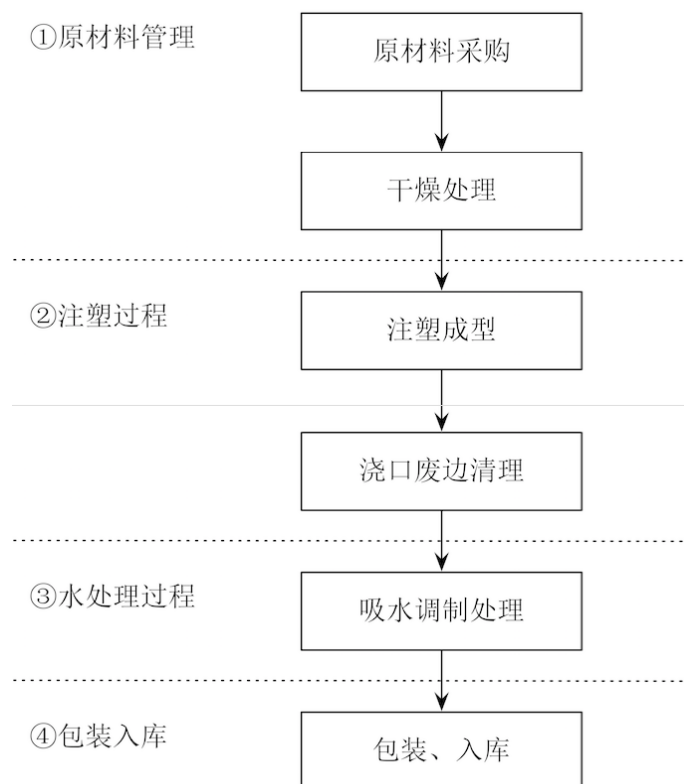 ①原材料管理
原材料采购
干燥处理
②注塑过程
注塑成型
浇口废边清理
③水处理过程
吸水调制处理
④包装入库
包装、入库